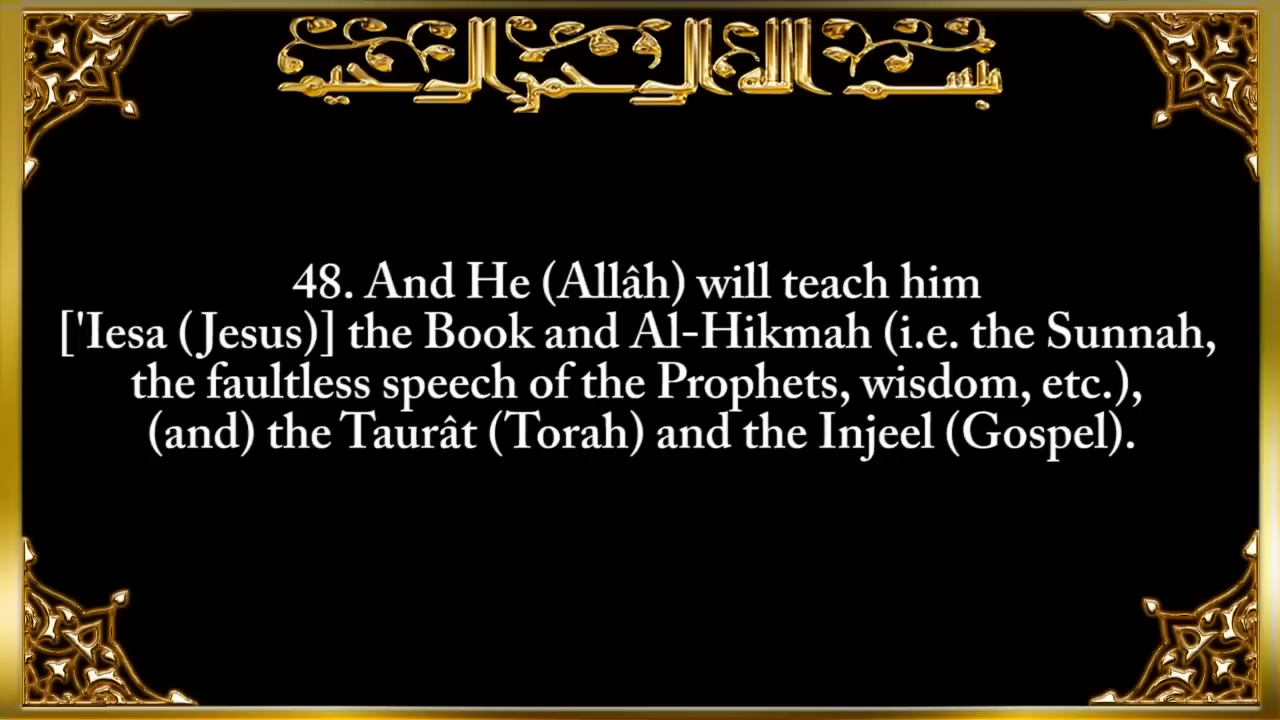 بسم الله الرحمن الرحيم
48. And He (Allâh) will teach him
['Iesa (Jesus)] the Book and Al-Hikmah (i.e. the Sunnah,
the faultless speech of the Prophets, wisdom, etc.),
(and) the Taurât (Torah) and the Injeel (Gospel).